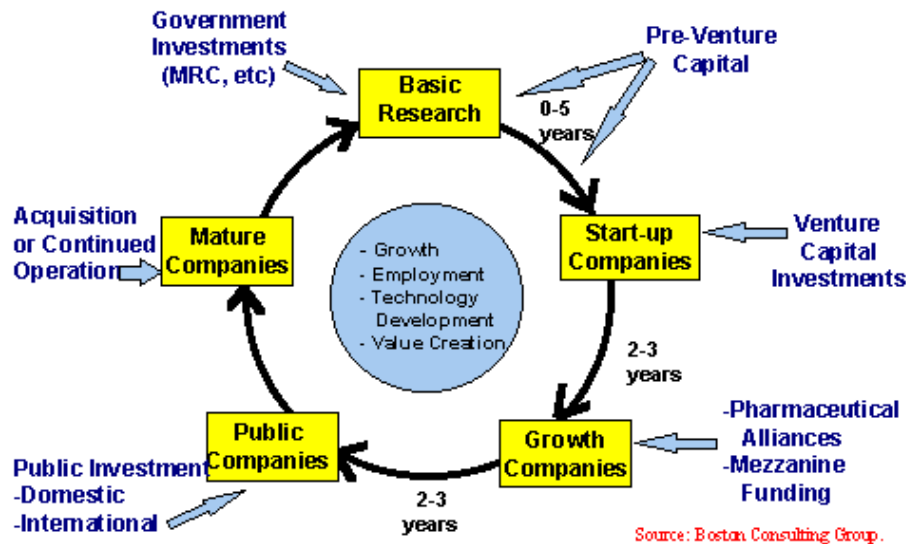 Government
Investments
(MRC, etc)
Pre-Venture
Capital
Basic
Research
0-5
years
Acquisition
or Continued
Operation
Mature
Companies
- Growth
- Employment
- Technology
Development
- Value Creation
Start-up
Companies
Venture
Capital
Investments
2-3
years
Public
Companies
Growth
Companies
-Pharmaceutical
Alliances
-Mezzanine
Funding
Public Investment
-Domestic
-International
2-3
years
Source: Boston Consulting Group.